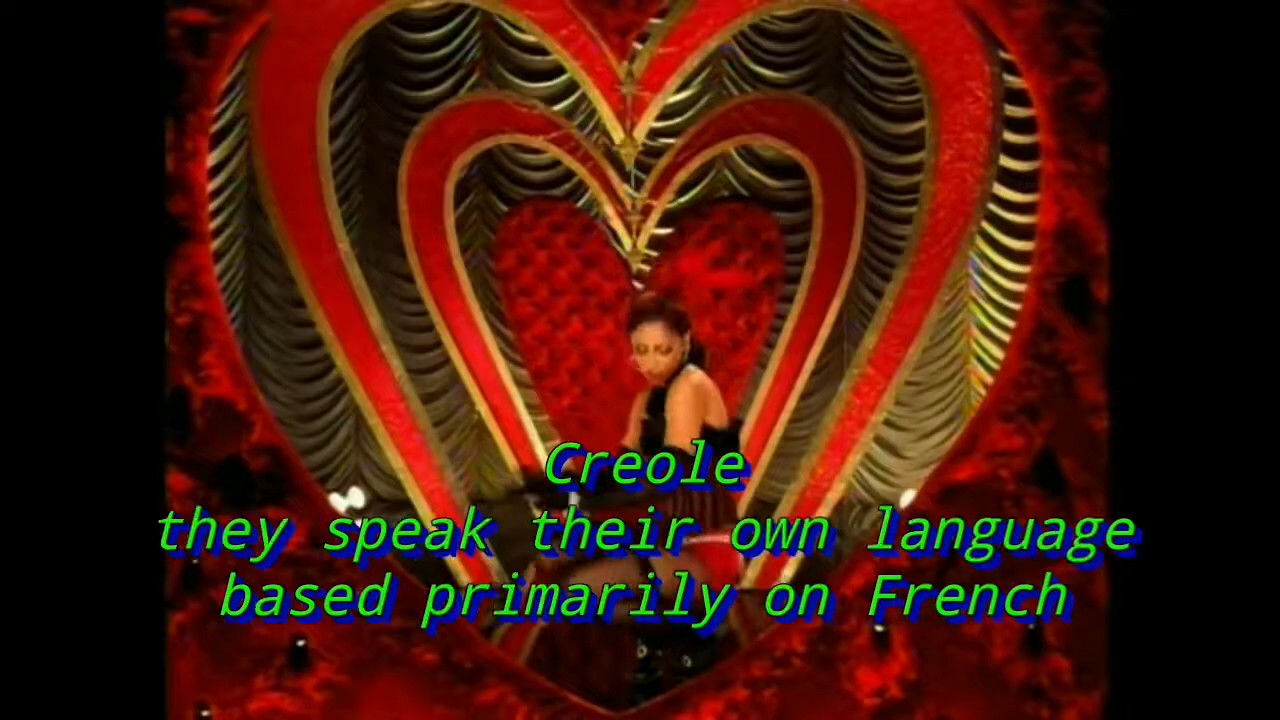 Creole
they speak their own language
based primarily on French